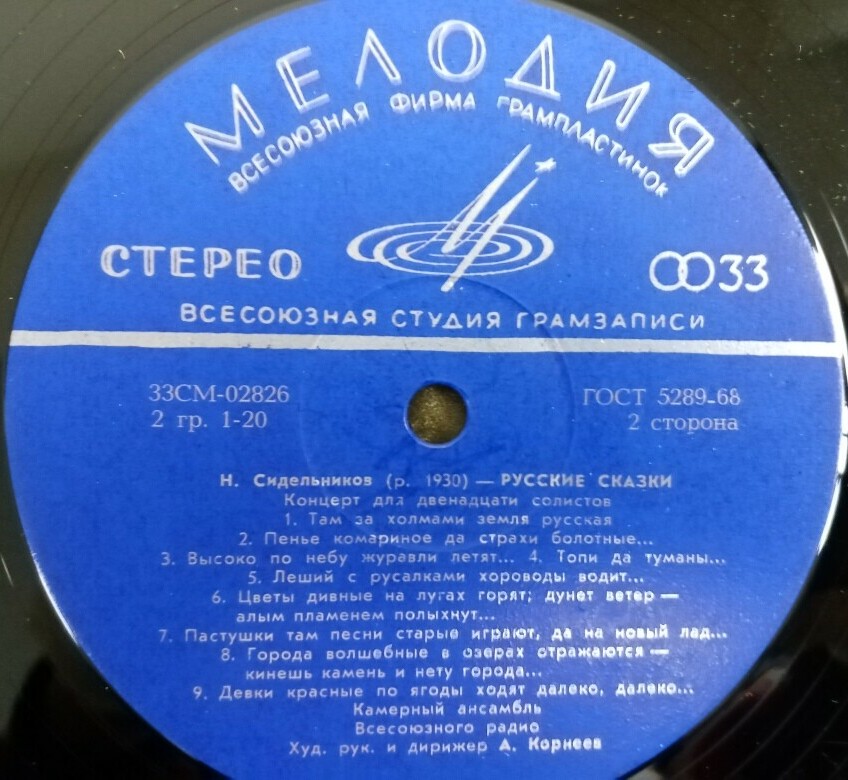 МЕЛОДИЯ
ВСЕСОЮЗНАЯ ФИРМА ГРАМПЛАСТИНОК
СТЕРЕО
33
ВСЕСОЮЗНАЯ СТУДИЯ ГРАМЗАПИСИ
33СМ-02826
ГОСТ 5289-68
2 гр. 1-20
2 сторона
Н. Сидельников (р. 1930) — РУССКИЕ СКАЗКИ
Концерт для двенадцати солистов
1. Там за холмами земля русская
2. Пенье комариное да страхи болотные...
3. Высоко по небу журавли летят... 4. Топи да туманы...
5. Леший с русалками хороводы водит...
6. Цветы дивные на лугах горят; дунет ветер —
алым пламенем полыхнут...
7. Пастушки там песни старые играют, да на новый лад...
8. Города волшебные в озерах отражаются —
кинешь камень и нету города...
9. Девки красные по ягоды ходят далеко, далеко...
Камерный ансамбль
Всесоюзного радио
Худ. рук. и дирижер А. Корнеев